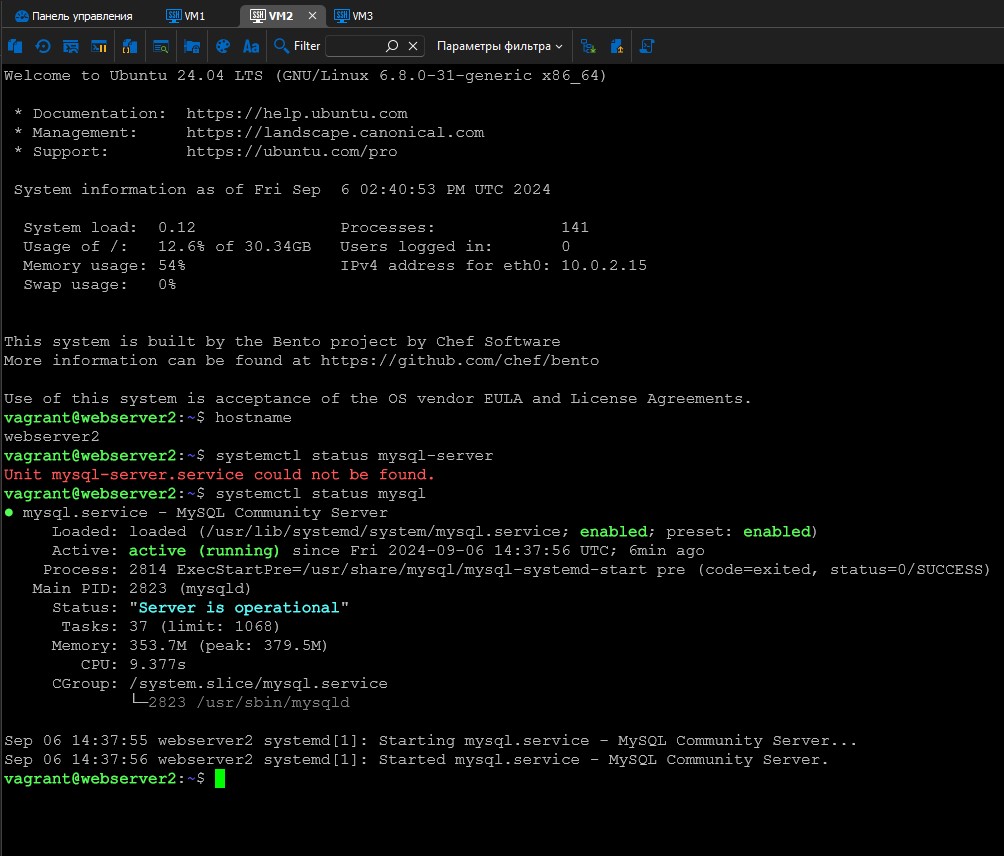 Панель управления VM1 VM2 VM3
Filter Параметры фильтра
Welcome to Ubuntu 24.04 LTS (GNU/Linux 6.8.0-31-generic x86_64)
* Documentation: https://help.ubuntu.com
* Management: https://landscape.canonical.com
* Support: https://ubuntu.com/pro
System information as of Fri Sep 6 02:40:53 PM UTC 2024
System load: 0.12 Processes: 141
Usage of /: 12.6% of 30.34GB Users logged in: 0
Memory usage: 54% IPv4 address for eth0: 10.0.2.15
Swap usage: 0%
This system is built by the Bento project by Chef Software
More information can be found at https://github.com/chef/bento
Use of this system is acceptance of the OS vendor EULA and License Agreements.
vagrant@webserver2:~$ hostname
webserver2
vagrant@webserver2:~$ systemctl status mysql-server
Unit mysql-server.service could not be found.
vagrant@webserver2:~$ systemctl status mysql
● mysql.service - MySQL Community Server
Loaded: loaded (/usr/lib/systemd/system/mysql.service; enabled; preset: enabled)
Active: active (running) since Fri 2024-09-06 14:37:56 UTC; 6min ago
Process: 2814 ExecStartPre=/usr/share/mysql/mysql-systemd-start pre (code=exited, status=0/SUCCESS)
Main PID: 2823 (mysqld)
Status: "Server is operational"
Tasks: 37 (limit: 1068)
Memory: 353.7M (peak: 379.5M)
CPU: 9.377s
CGroup: /system.slice/mysql.service
└─2823 /usr/sbin/mysqld
Sep 06 14:37:55 webserver2 systemd[1]: Starting mysql.service - MySQL Community Server...
Sep 06 14:37:56 webserver2 systemd[1]: Started mysql.service - MySQL Community Server.
vagrant@webserver2:~$